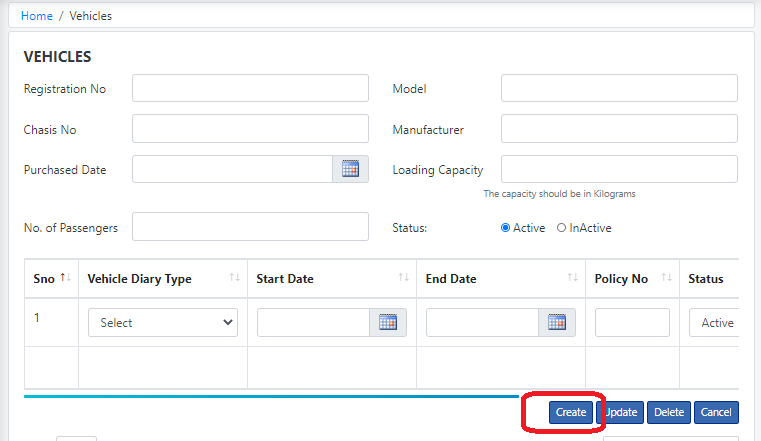 Home / Vehicles
VEHICLES
Registration No Model
Chasis No Manufacturer
Purchased Date Loading Capacity
The capacity should be in Kilograms
No. of Passengers Status: Active InActive
Sno Vehicle Diary Type Start Date End Date Policy No Status
1 Select Active
Create Update Delete Cancel